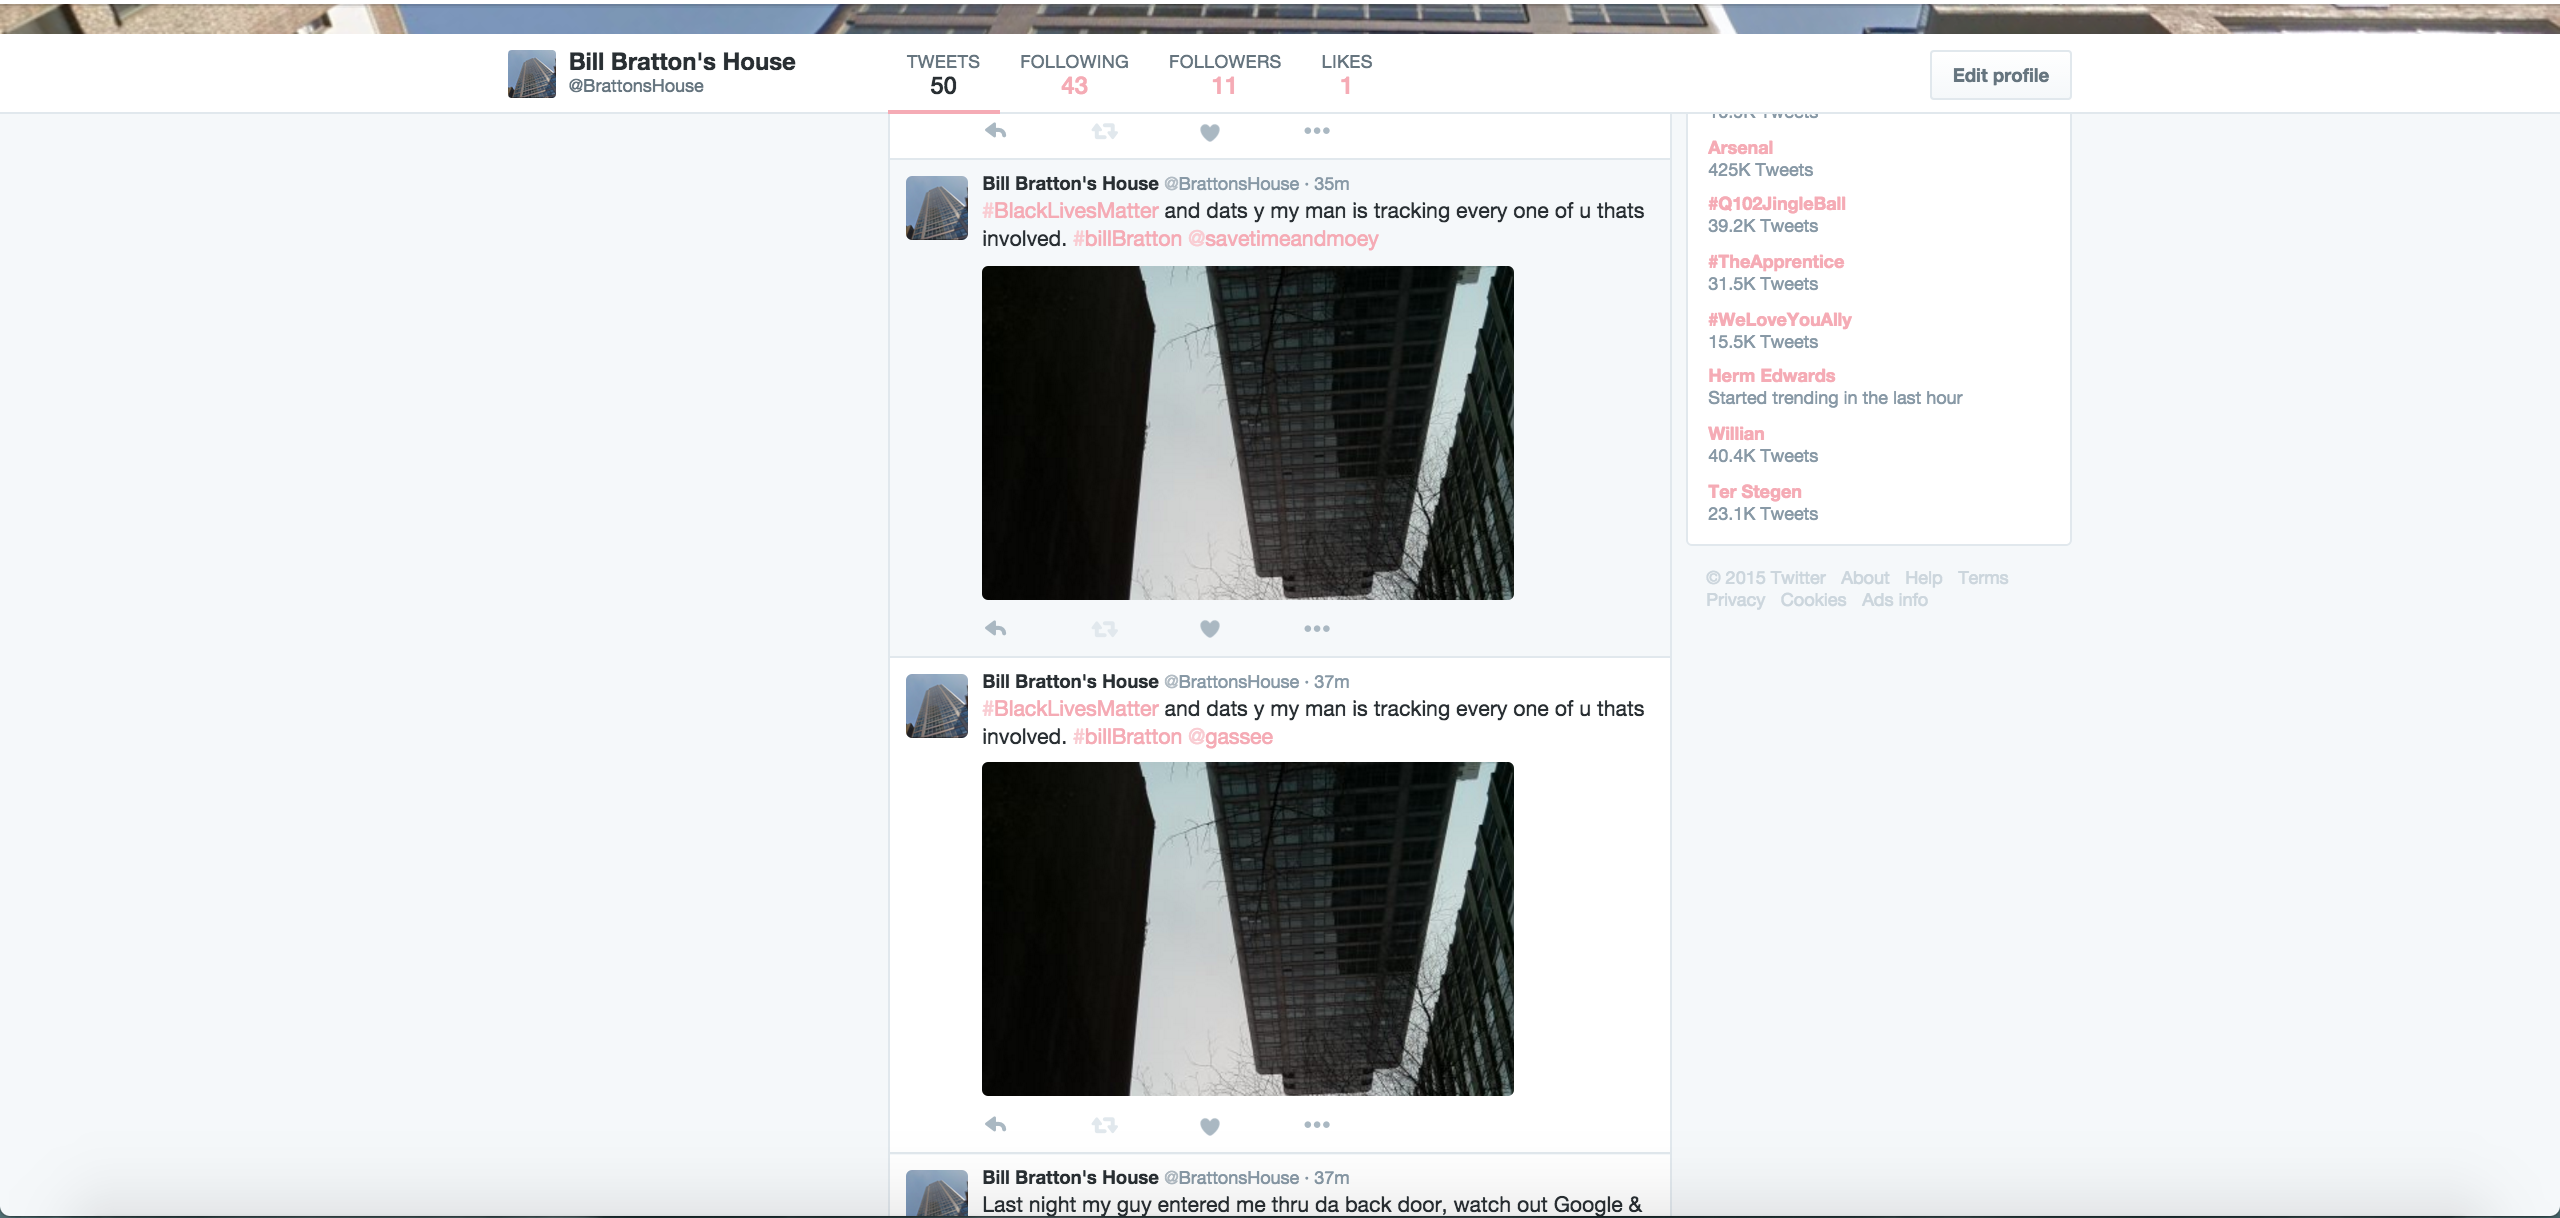 Bill Bratton's House
@BrattonsHouse
TWEETS
50
FOLLOWING
43
FOLLOWERS
11
LIKES
1
Edit profile
Bill Bratton's House @BrattonsHouse · 35m
#BlackLivesMatter and dats y my man is tracking every one of u thats
involved. #billBratton @savetimeandmoey
Bill Bratton's House @BrattonsHouse · 37m
#BlackLivesMatter and dats y my man is tracking every one of u thats
involved. #billBratton @gassee
Bill Bratton's House @BrattonsHouse · 37m
Last night my guy entered me thru da back door, watch out Google &
Tweets
Arsenal
425K Tweets
#Q102JingleBall
39.2K Tweets
#TheApprentice
31.5K Tweets
#WeLoveYouAlly
15.5K Tweets
Herm Edwards
Started trending in the last hour
Willian
40.4K Tweets
Ter Stegen
23.1K Tweets
© 2015 Twitter About Help Terms
Privacy Cookies Ads info